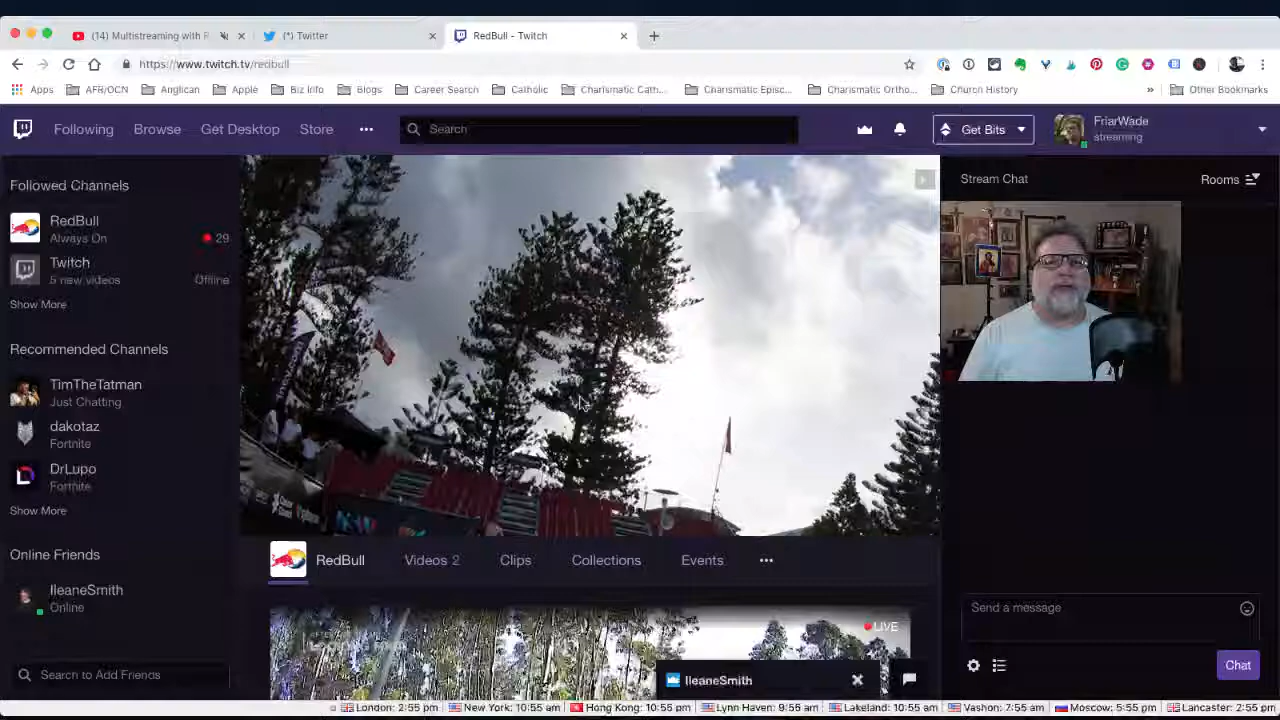 (14) Multistreaming with R
(*) Twitter
RedBull - Twitch
https://www.twitch.tv/redbull
Apps
AFR/OCN
Anglican
Apple
Biz Info
Blogs
Career Search
Catholic
Charismatic Cath...
Charismatic Episc...
Charismatic Ortho...
Church History
»
Other Bookmarks
Following
Browse
Get Desktop
Store
Search
Get Bits
FriarWade
streaming
Followed Channels
RedBull
Always On
29
Twitch
5 new videos
Offline
Show More
Recommended Channels
TimTheTatman
Just Chatting
dakotaz
Fortnite
DrLupo
Fortnite
Show More
Online Friends
IleaneSmith
Online
Search to Add Friends
RedBull
Videos 2
Clips
Collections
Events
LIVE
IleaneSmith
Stream Chat
Rooms
Send a message
Chat
London: 2:55 pm
New York: 10:55 am
Hong Kong: 10:55 pm
Lynn Haven: 9:55 am
Lakeland: 10:55 am
Vashon: 7:55 am
Moscow: 5:55 pm
Lancaster: 2:55 pm